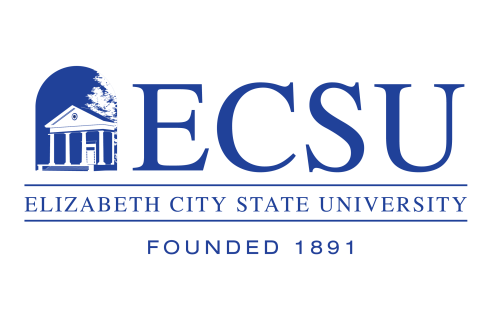 ECSU
ELIZABETH CITY STATE UNIVERSITY
FOUNDED 1891